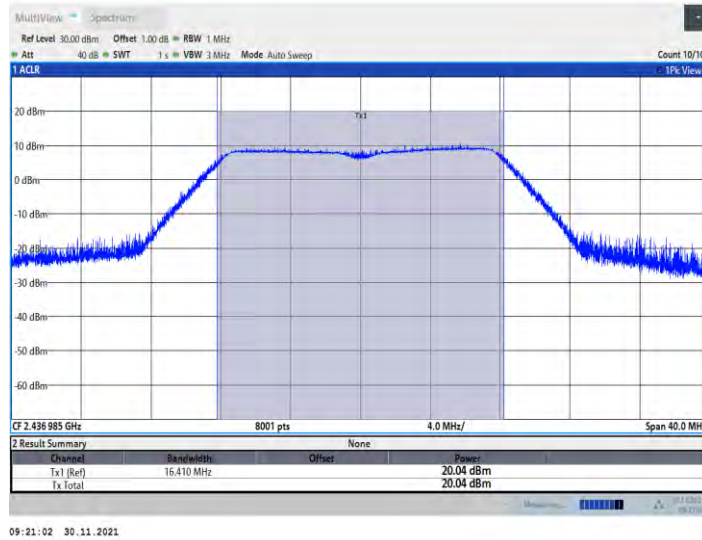 MultiView Spectrum
Ref Level 30.00 dBm Offset 1.00 dB RBW 1 MHz
Att 40 dB SWT 1 s VBW 3 MHz Mode Auto Sweep Count 10/10
1 ACLR 1Pk View
Tx1
20 dBm
10 dBm
0 dBm
-10 dBm
-20 dBm
-30 dBm
-40 dBm
-50 dBm
-60 dBm
CF 2.436 985 GHz 8001 pts 4.0 MHz/ Span 40.0 MH
2 Result Summary None
Channel Bandwidth Offset Power
Tx1 (Ref) 16.410 MHz 20.04 dBm
Tx Total 20.04 dBm
09:21:02 30.11.2021